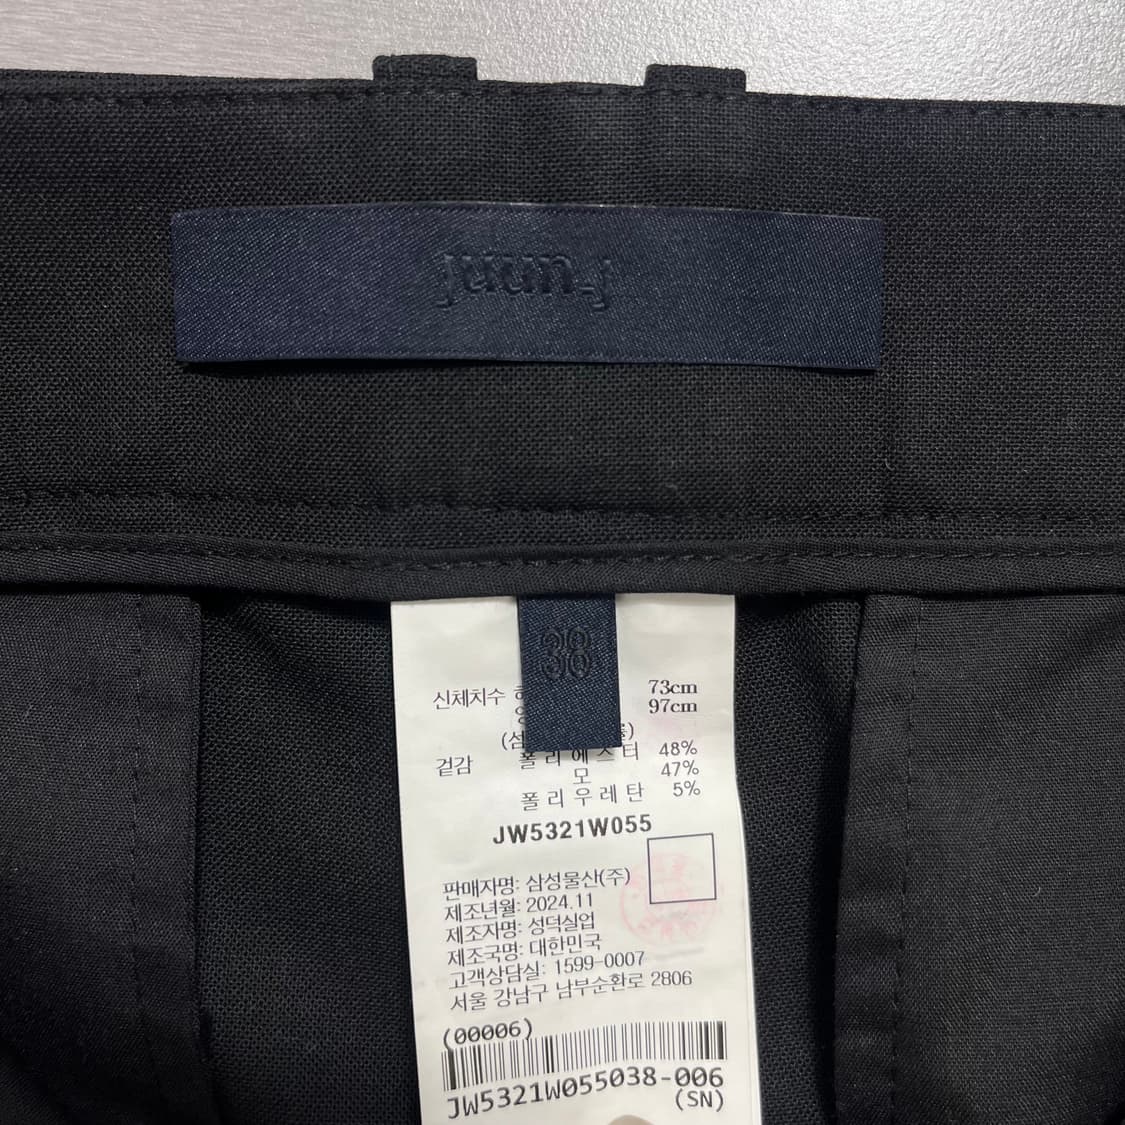 juun.j
38
신체치수
73cm
97cm
(섬
겉감 폴리에스터 48%
모 47%
폴리우레탄 5%
JW5321W055
판매자명: 삼성물산(주)
제조년월: 2024.11
제조자명: 성덕실업
제조국명: 대한민국
고객상담실: 1599-0007
서울 강남구 남부순환로 2806
(00006)
JW5321W055038-006
(SN)